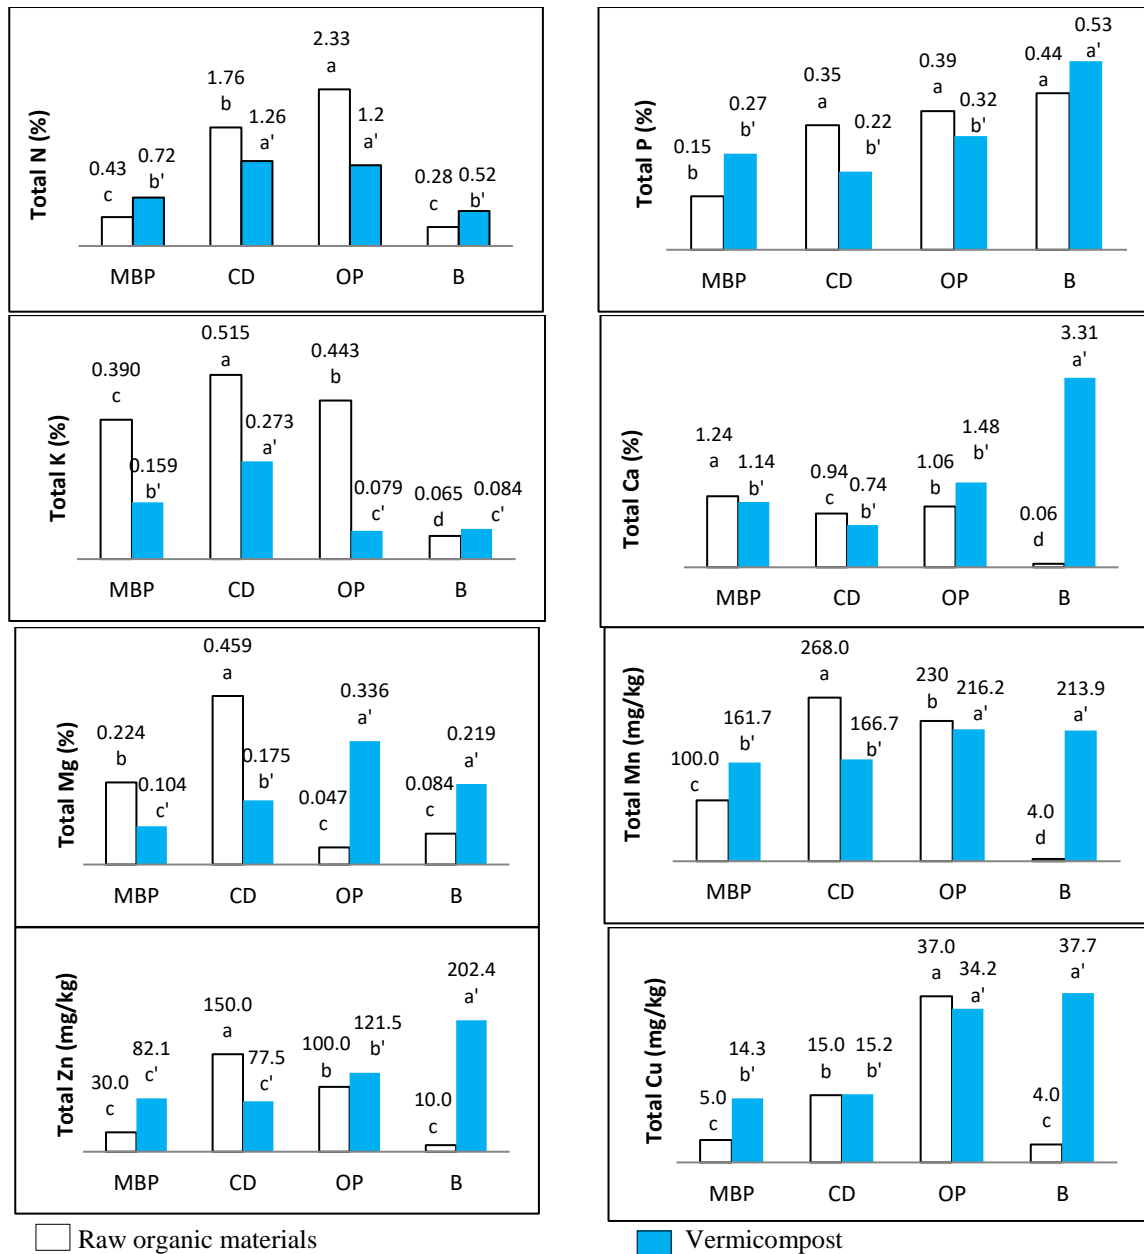 Total N (%)
0.43
c
0.72
b'
1.76
b
1.26
a'
2.33
a
1.2
a'
0.28
c
0.52
b'
MBP CD OP B
Total P (%)
0.15
b
0.27
b'
0.35
a
0.22
b'
0.39
a
0.32
b'
0.44
a
0.53
a'
MBP CD OP B
Total K (%)
0.390
c
0.159
b'
0.515
a
0.273
a'
0.443
b
0.079
c'
0.065
d
0.084
c'
MBP CD OP B
Total Ca (%)
1.24
a
1.14
b'
0.94
c
0.74
b'
1.06
b
1.48
b'
0.06
d
3.31
a'
MBP CD OP B
Total Mg (%)
0.224
b
0.104
c'
0.459
a
0.175
b'
0.047
c
0.336
a'
0.084
c
0.219
a'
MBP CD OP B
Total Mn (mg/kg)
100.0
c
161.7
b'
268.0
a
166.7
b'
230
b
216.2
a'
4.0
d
213.9
a'
MBP CD OP B
Total Zn (mg/kg)
30.0
c
82.1
c'
150.0
a
77.5
c'
100.0
b
121.5
b'
10.0
c
202.4
a'
MBP CD OP B
Total Cu (mg/kg)
5.0
c
14.3
b'
15.0
b
15.2
b'
37.0
a
34.2
a'
4.0
c
37.7
a'
MBP CD OP B
Raw organic materials
Vermicompost